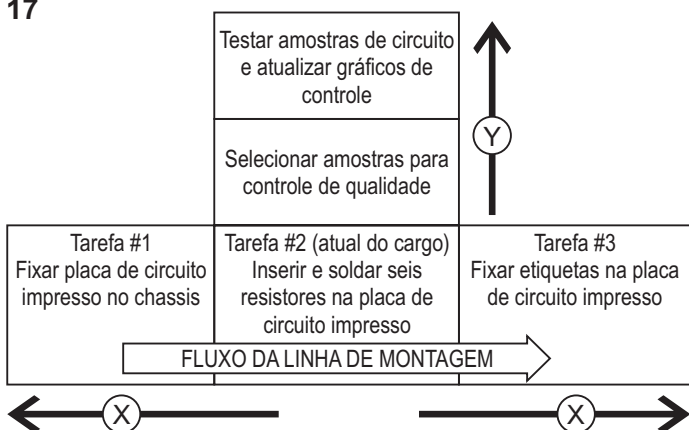 17
Testar amostras de circuito
e atualizar gráficos de
controle
Y
Selecionar amostras para
controle de qualidade
Tarefa #1
Fixar placa de circuito
impresso no chassis
Tarefa #2 (atual do cargo)
Inserir e soldar seis
resistores na placa de
circuito impresso
Tarefa #3
Fixar etiquetas na placa
de circuito impresso
FLUXO DA LINHA DE MONTAGEM
X
X